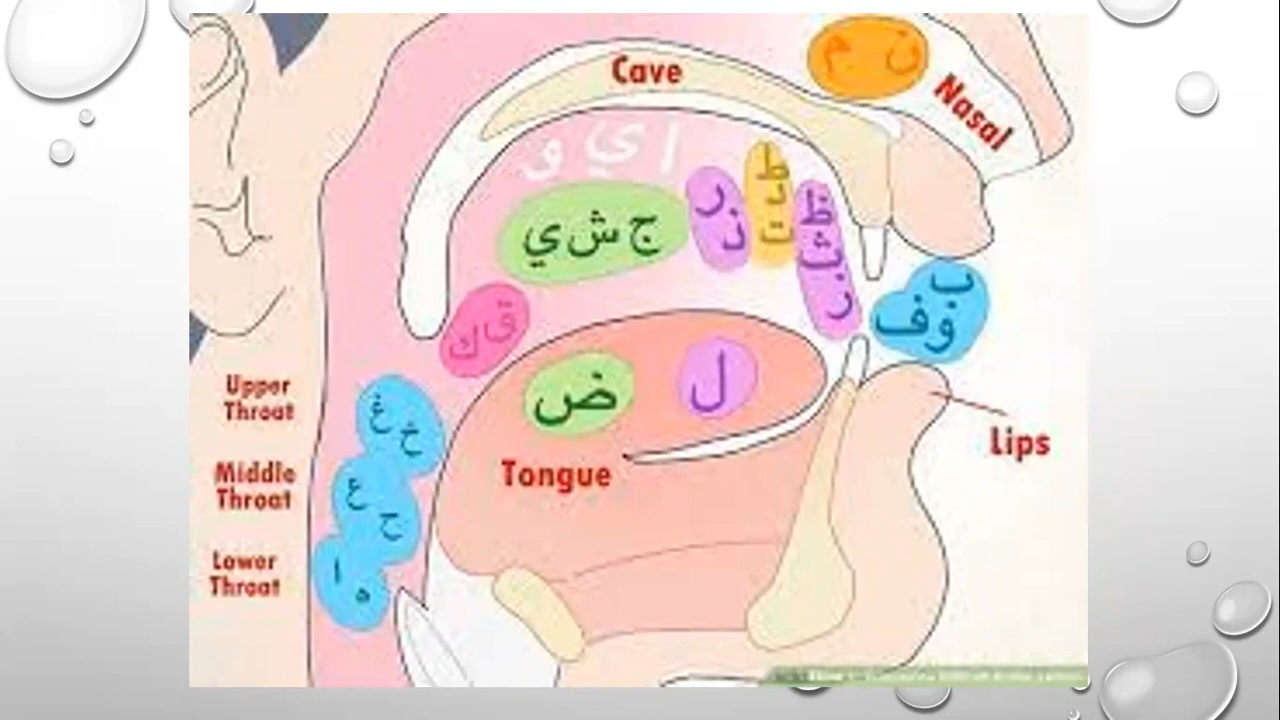 Cave
ن م
Nasal
ا ي و
ط
د
ت
ر
ذ
ظ
ث
ج ش ي
ب
ق ك
و ف
ض
ل
Upper
Throat
غ خ
Lips
Middle
Throat
ع ح
Tongue
Lower
Throat
ا
ه